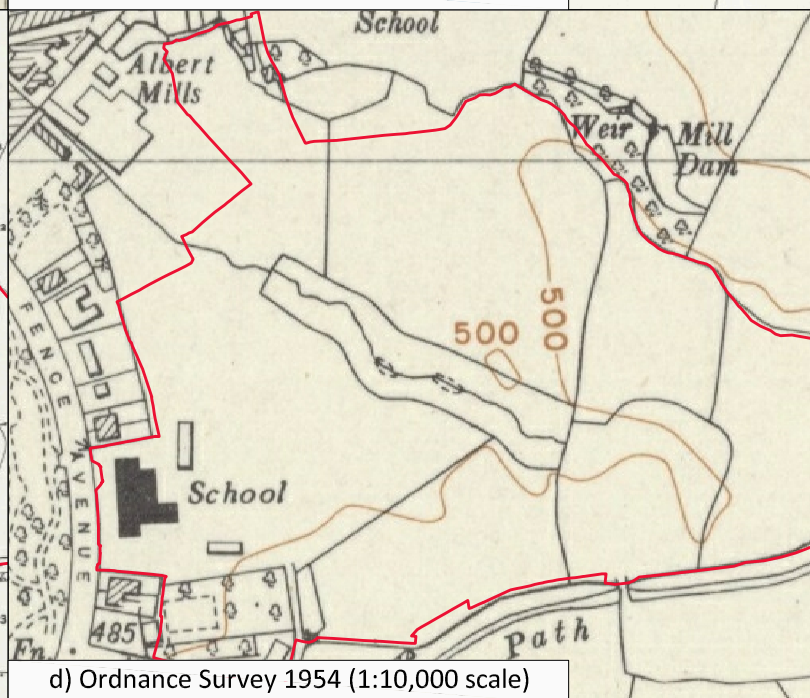 School
Albert
Mills
Weir
Mill
Dam
FENCE
AVENUE
500
500
School
485
Fn.
Path
d) Ordnance Survey 1954 (1:10,000 scale)